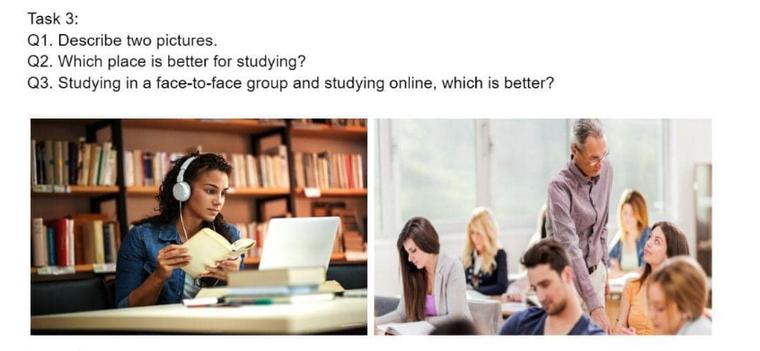 Task 3:
Q1. Describe two pictures.
Q2. Which place is better for studying?
Q3. Studying in a face-to-face group and studying online, which is better?